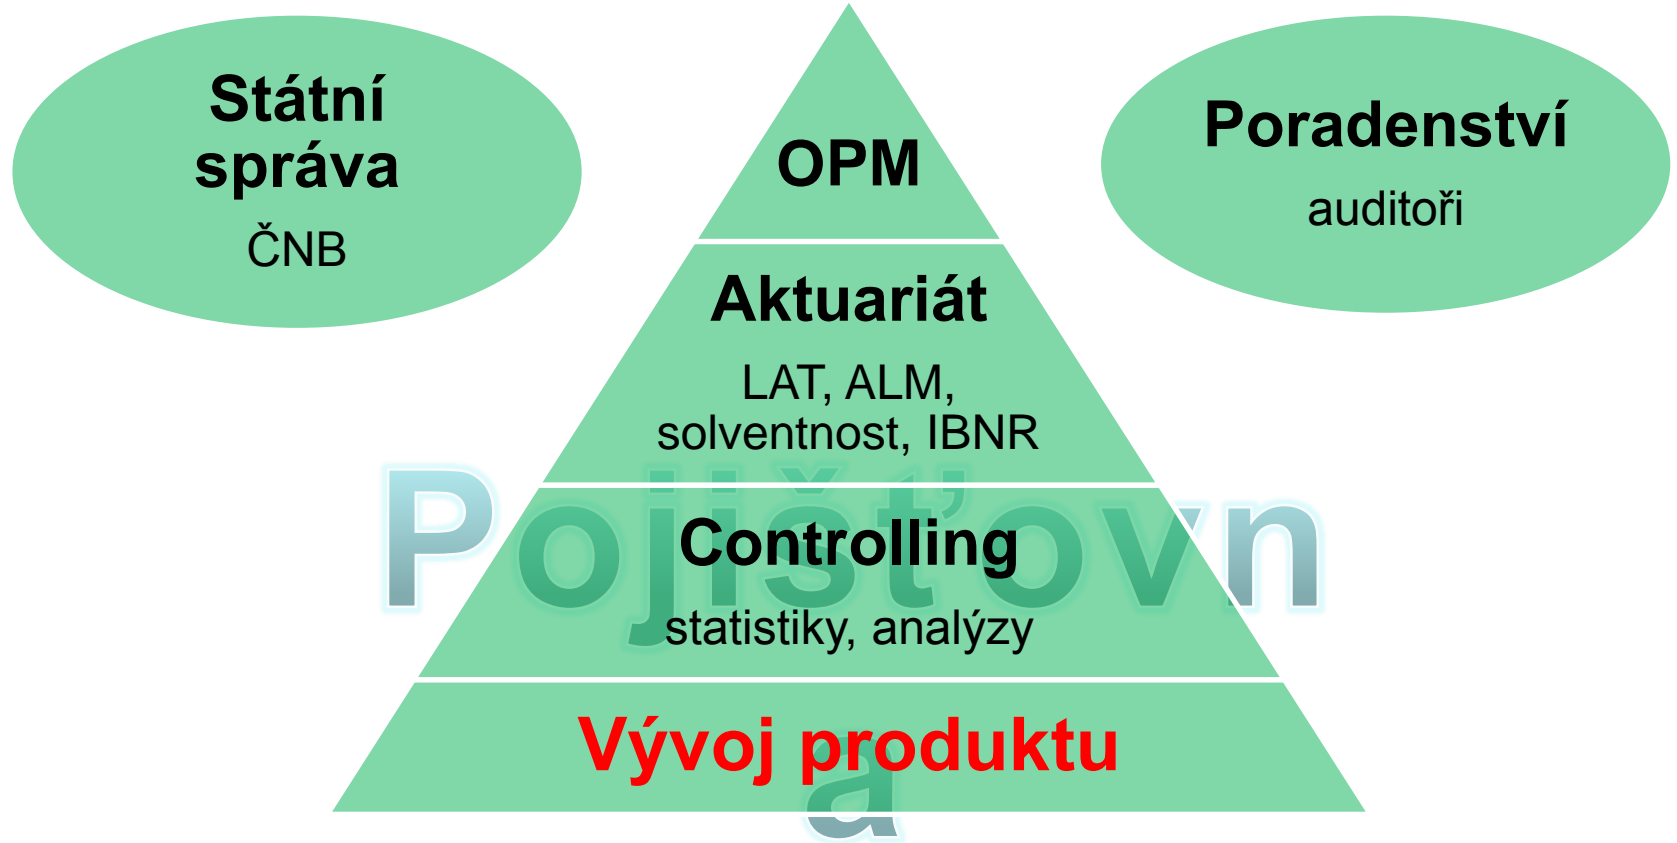 Státní
správa
ČNB
OPM
Poradenství
auditoři
Aktuariát
LAT, ALM,
solventnost, IBNR
Pojišťovn
a
Controlling
statistiky, analýzy
Vývoj produktu